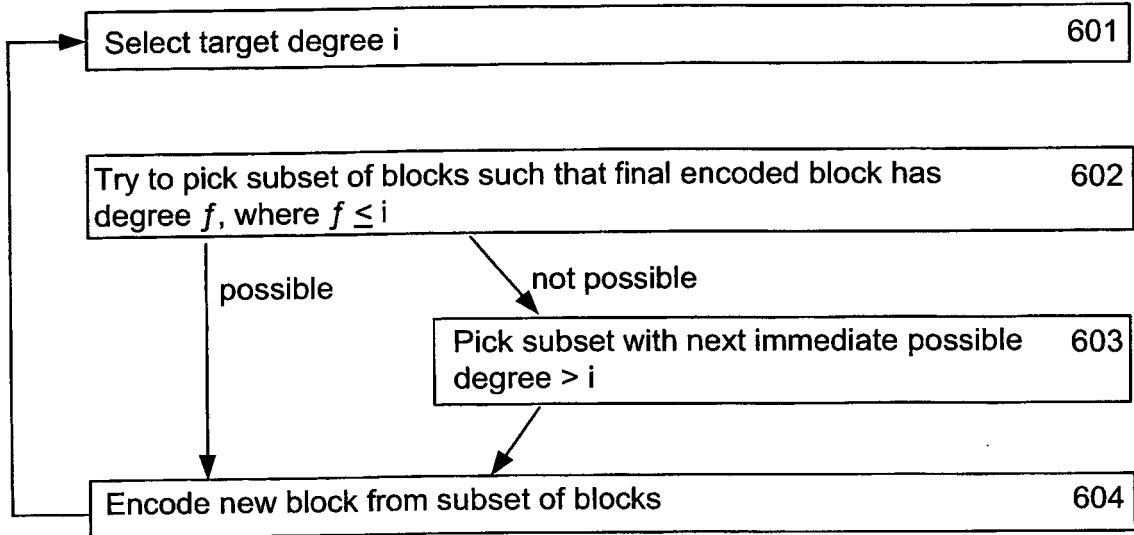 Select target degree i 601
Try to pick subset of blocks such that final encoded block has 602
degree f, where f ≤ i
possible
not possible
Pick subset with next immediate possible 603
degree > i
Encode new block from subset of blocks 604